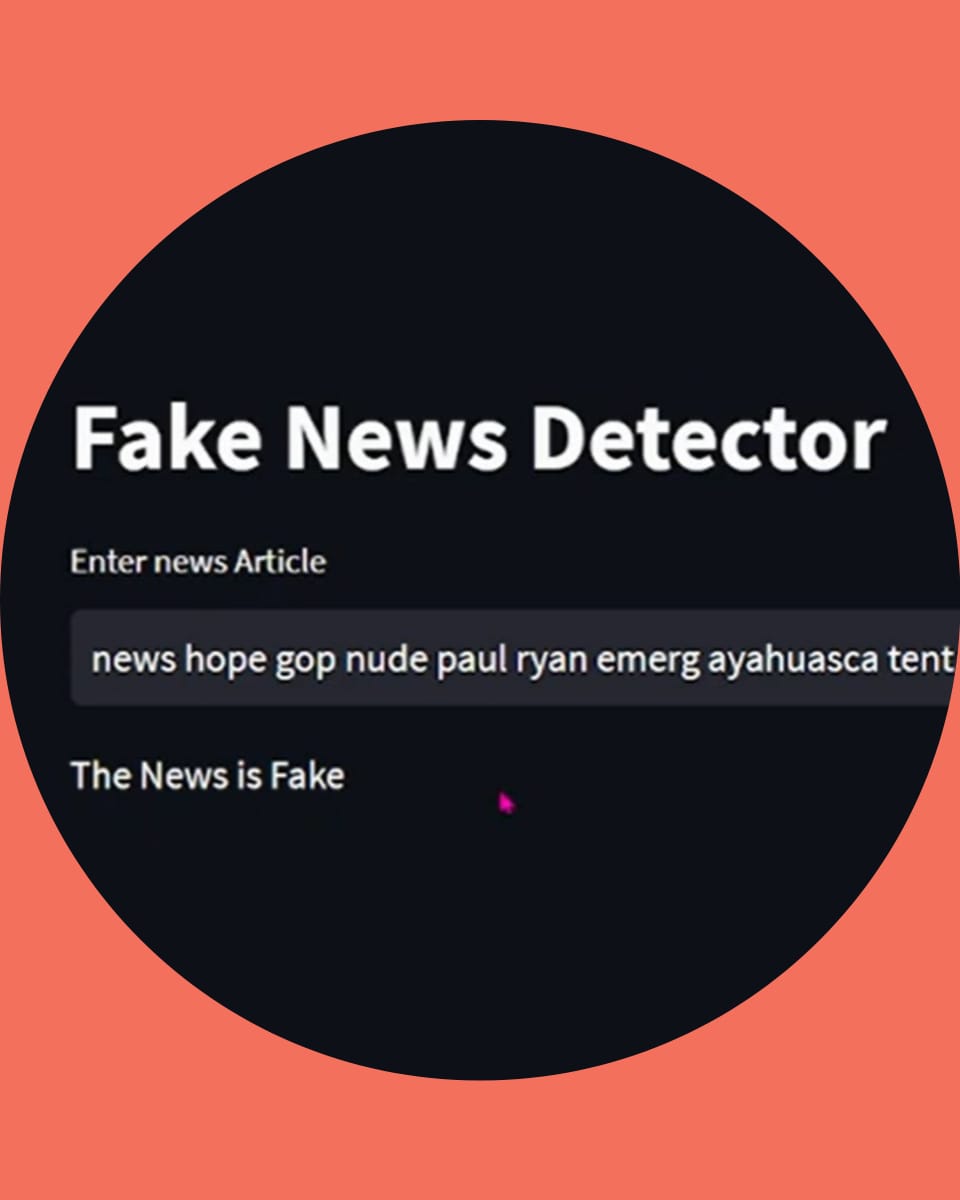 Fake News Detector
Enter news Article
news hope gop nude paul ryan emerg ayahuasca tent
The News is Fake